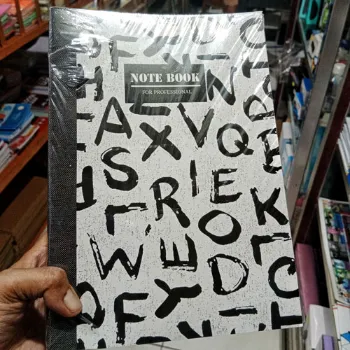 NOTE BOOK
FOR PROFESSIONAL
A X V Q
S R I E
K
O
W E D
F Y